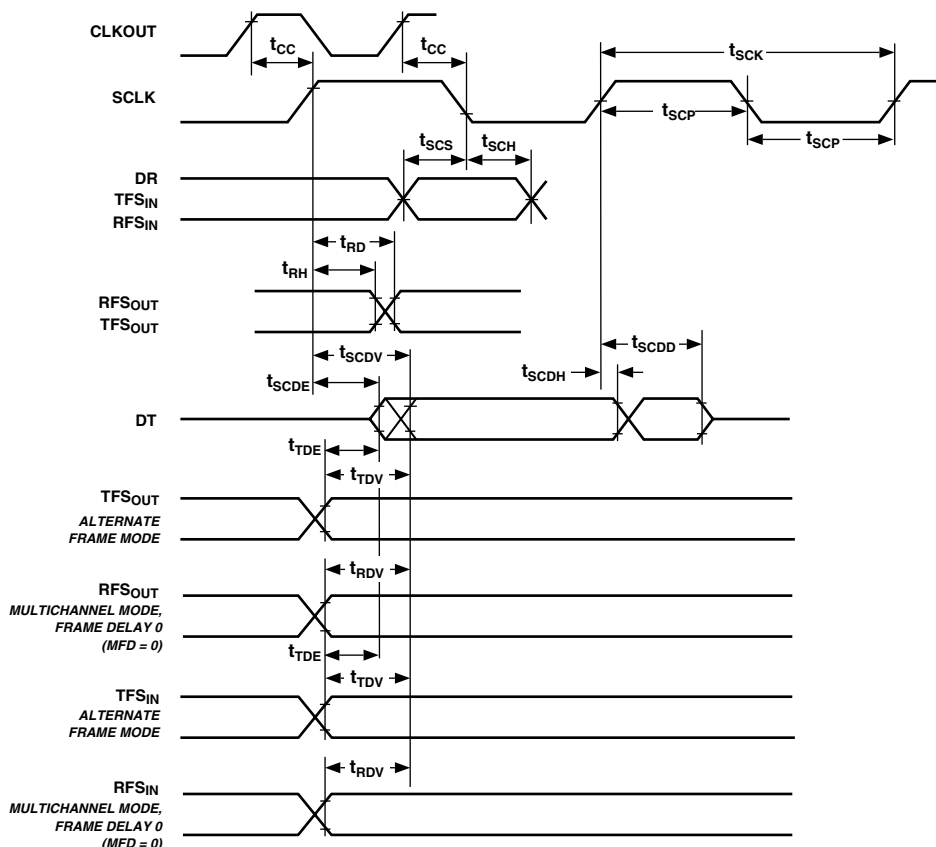 CLKOUT
tCC
tCC
tSCK
SCLK
tSCP
tSCP
tSCS
tSCH
DR
TFSIN
RFSIN
tRD
tRH
RFSOUT
TFSOUT
tSCDV
tSCDD
tSCDE
tSCDH
DT
tTDE
tTDV
TFSOUT
ALTERNATE
FRAME MODE
tRDV
RFSOUT
MULTICHANNEL MODE,
FRAME DELAY 0
(MFD = 0)
tTDE
tTDV
TFSIN
ALTERNATE
FRAME MODE
tRDV
RFSIN
MULTICHANNEL MODE,
FRAME DELAY 0
(MFD = 0)